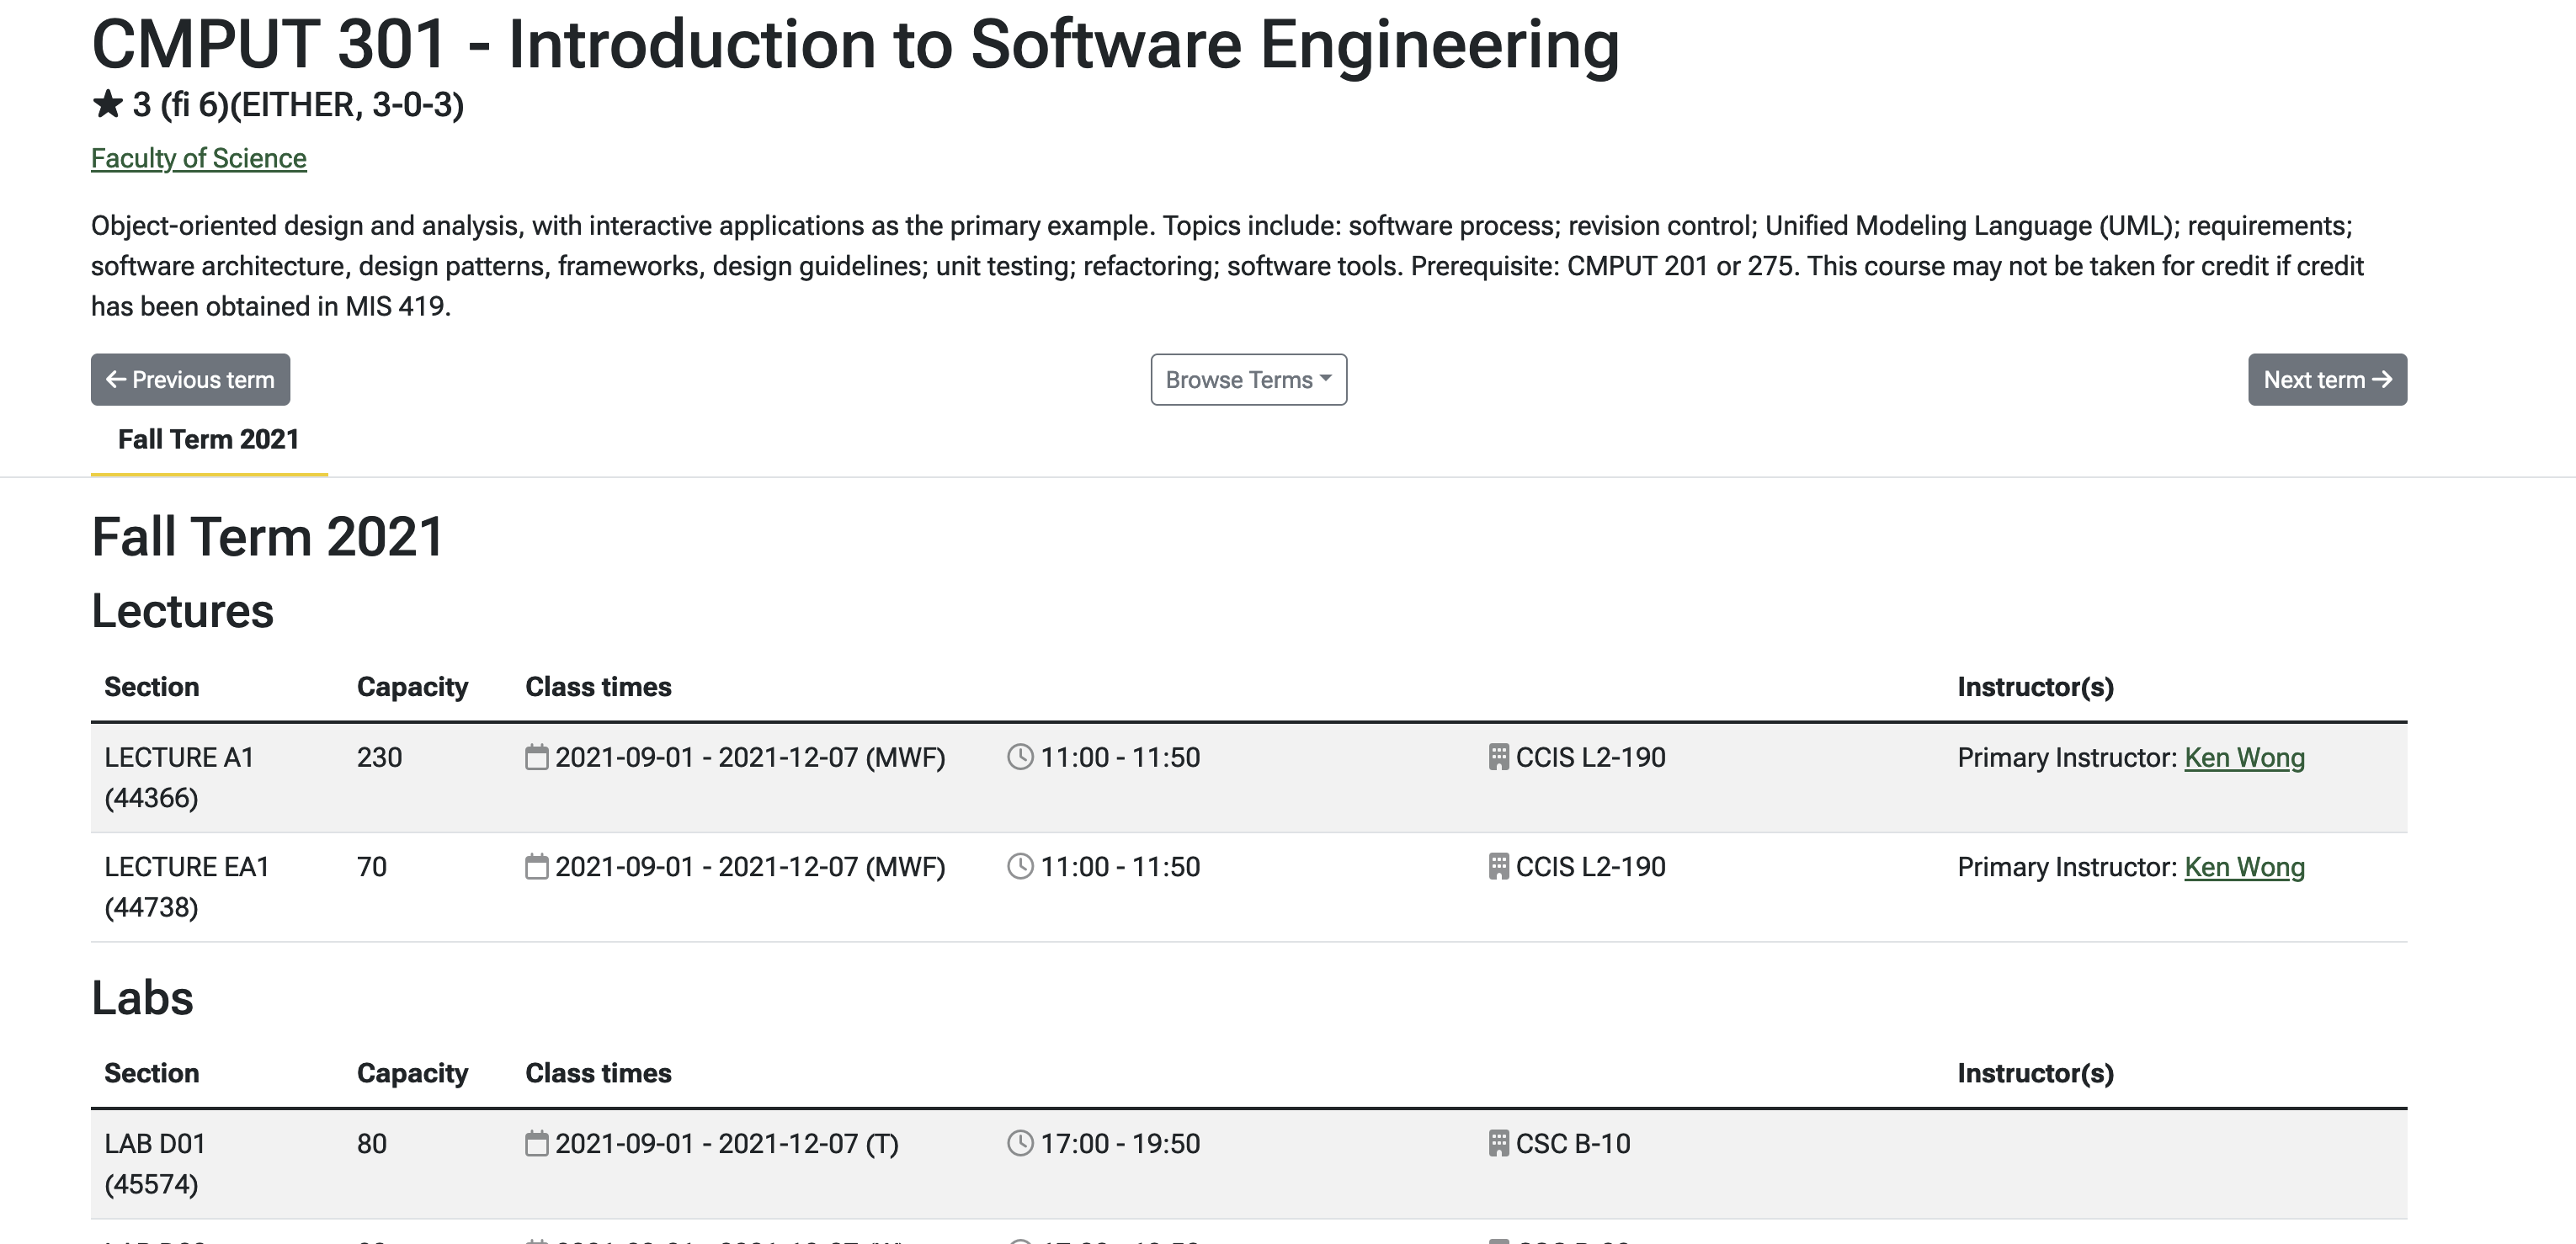 CMPUT 301 - Introduction to Software Engineering
★ 3 (fi 6)(EITHER, 3-0-3)
Faculty of Science
Object-oriented design and analysis, with interactive applications as the primary example. Topics include: software process; revision control; Unified Modeling Language (UML); requirements;
software architecture, design patterns, frameworks, design guidelines; unit testing; refactoring; software tools. Prerequisite: CMPUT 201 or 275. This course may not be taken for credit if credit
has been obtained in MIS 419.
← Previous term Browse Terms Next term →
Fall Term 2021
Fall Term 2021
Lectures
Section Capacity Class times Instructor(s)
LECTURE A1 230 2021-09-01 - 2021-12-07 (MWF) 11:00 - 11:50 CCIS L2-190 Primary Instructor: Ken Wong
(44366)
LECTURE EA1 70 2021-09-01 - 2021-12-07 (MWF) 11:00 - 11:50 CCIS L2-190 Primary Instructor: Ken Wong
(44738)
Labs
Section Capacity Class times Instructor(s)
LAB D01 80 2021-09-01 - 2021-12-07 (T) 17:00 - 19:50 CSC B-10
(45574)